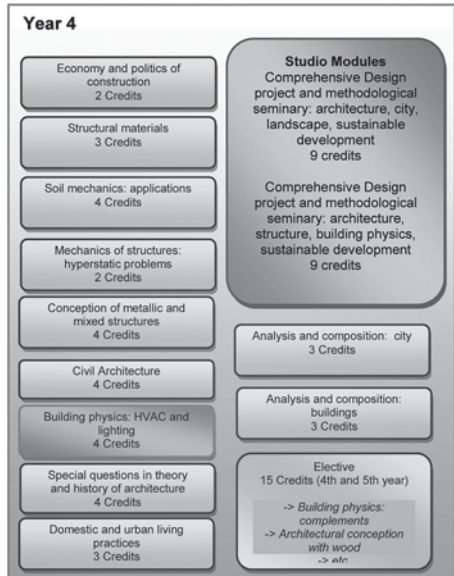 Year 4
Economy and politics of
construction
2 Credits
Structural materials
3 Credits
Soil mechanics: applications
4 Credits
Mechanics of structures:
hyperstatic problems
2 Credits
Conception of metallic and
mixed structures
4 Credits
Civil Architecture
4 Credits
Building physics: HVAC and
lighting
4 Credits
Special questions in theory
and history of architecture
4 Credits
Domestic and urban living
practices
3 Credits
Studio Modules
Comprehensive Design
project and methodological
seminary: architecture, city,
landscape, sustainable
development
9 credits
Comprehensive Design
project and methodological
seminary: architecture,
structure, building physics,
sustainable development
9 credits
Analysis and composition: city
3 Credits
Analysis and composition:
buildings
3 Credits
Elective
15 Credits (4th and 5th year)
-> Building physics:
complements
-> Architectural conception
with wood
-> etc